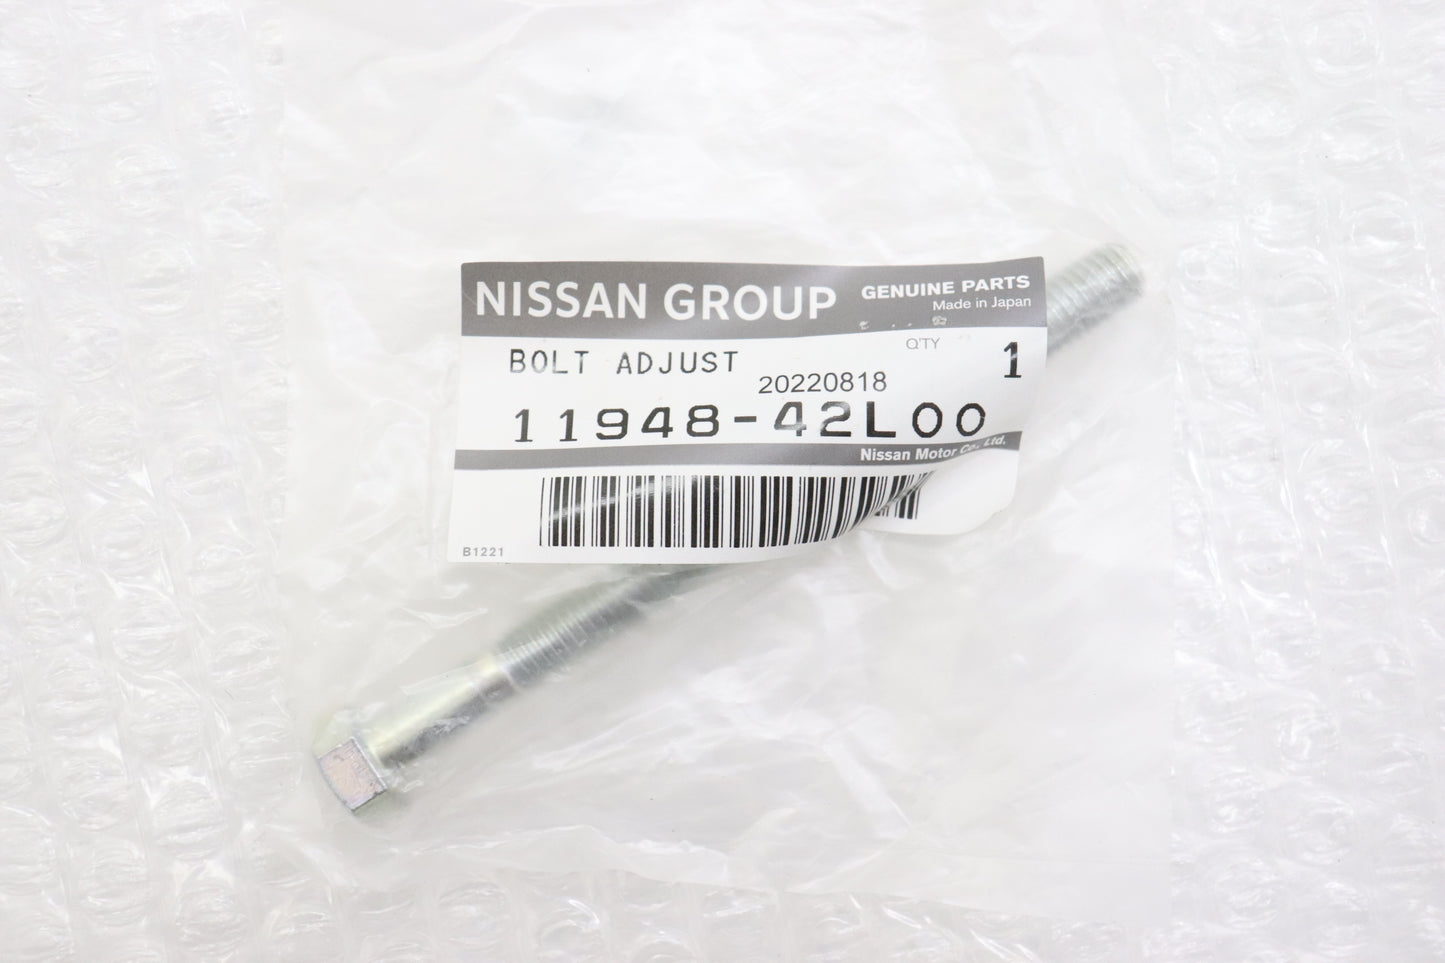 NISSAN GROUP GENUINE PARTS
Made in Japan
Q'TY
BOLT ADJUST 1
20220818
11948-42L00
Nissan Motor Co., Ltd.
B1221